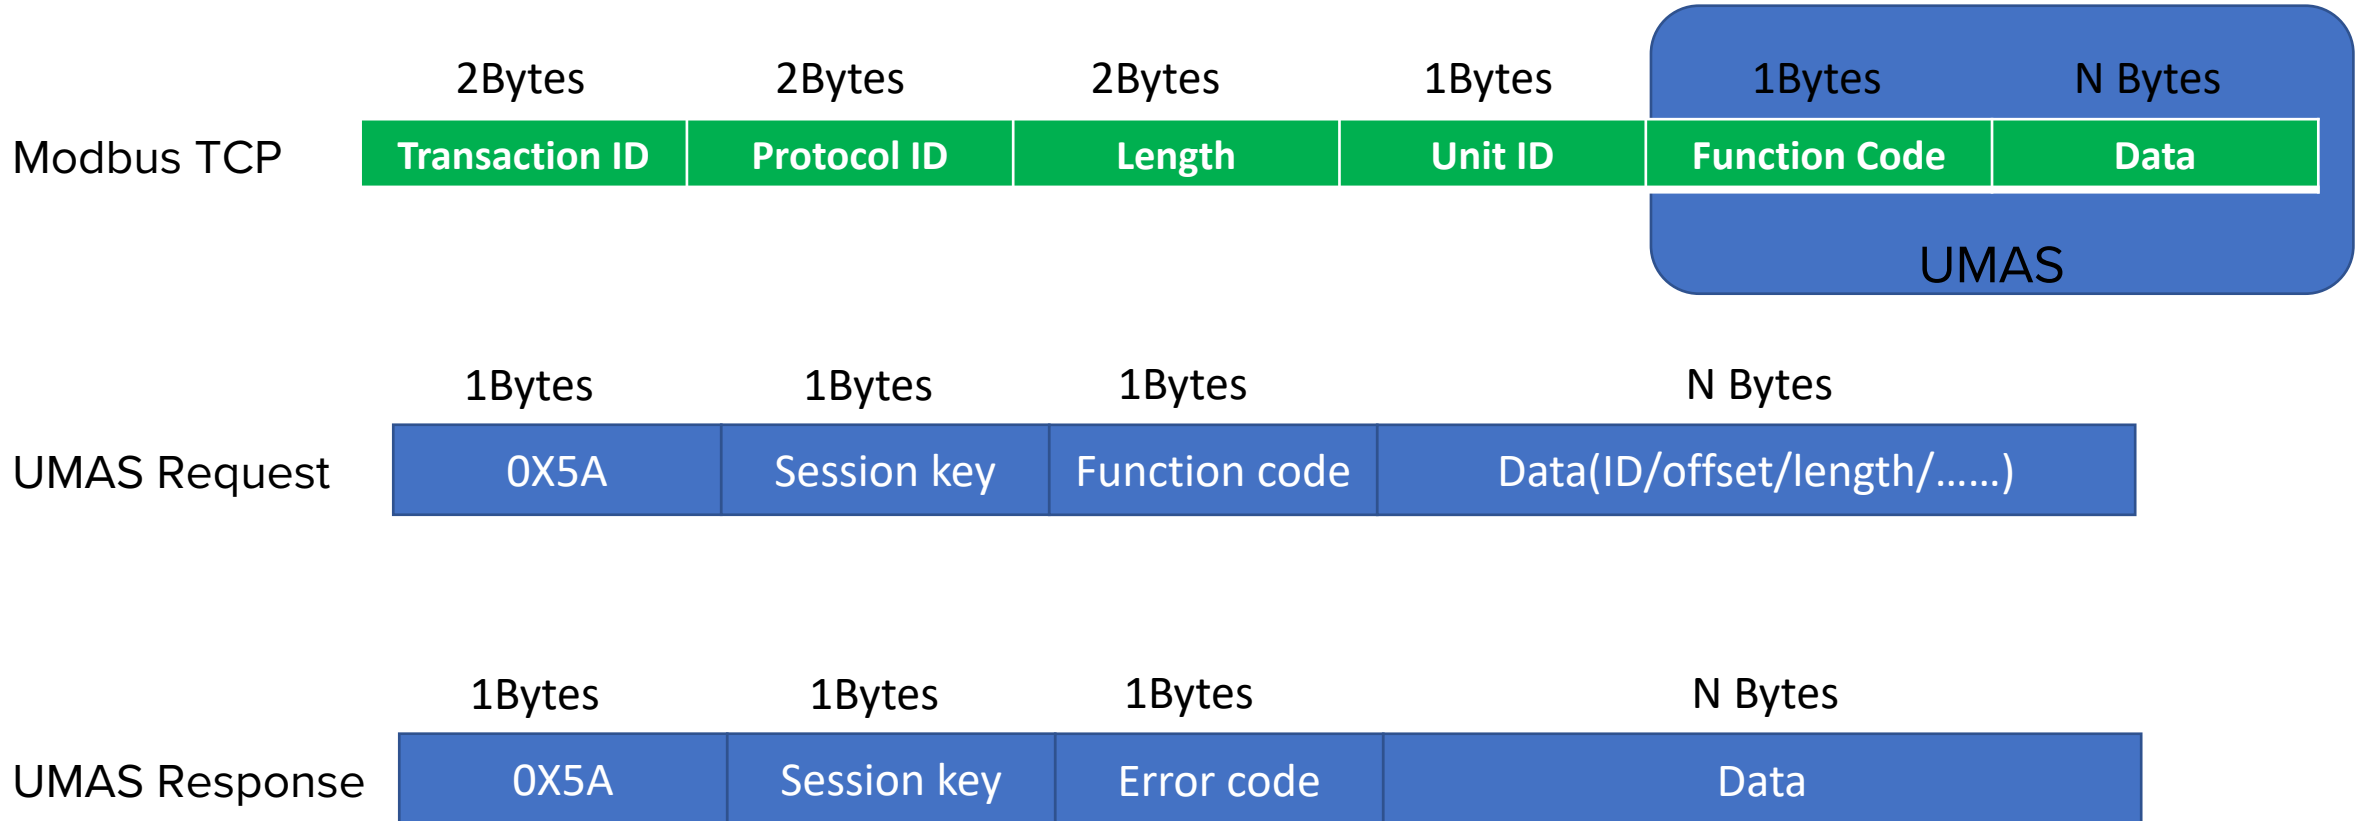 2Bytes 2Bytes 2Bytes 1Bytes 1Bytes N Bytes
Modbus TCP Transaction ID Protocol ID Length Unit ID Function Code Data
UMAS
1Bytes 1Bytes 1Bytes N Bytes
UMAS Request 0X5A Session key Function code Data(ID/offset/length/......)
1Bytes 1Bytes 1Bytes N Bytes
UMAS Response 0X5A Session key Error code Data